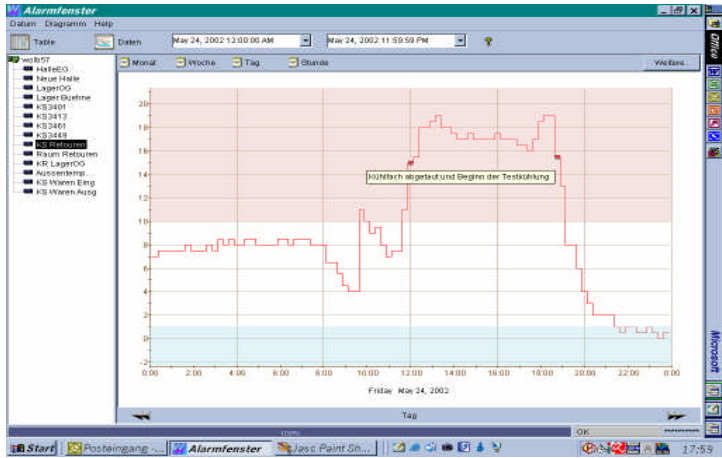 Alarmfenster
Datum Diagramm Help
Table
Daten
May 24, 2002 12:00:00 AM
May 24, 2002 11:59:59 PM
?
wslb57
HalleEG
Neue Halle
LagerOG
Lager Buehne
KS3401
KS3413
KS3461
KS3449
KS Retouren
Raum Retouren
KR LagerOG
Aussentemp.
KS Waren Eing
KS Waren Ausg
Monat
Woche
Tag
Stunde
Weitere..
20
18
16
14
12
10
8
6
4
2
0
-2
Kühlfach abgetaut und Beginn der Testkühlung
0:00 2:00 4:00 6:00 8:00 10:00 12:00 14:00 16:00 18:00 20:00 22:00 0:00
Friday May 24, 2002
Tag
100%
OK
Office
Microsoft
Start
Posteingang -...
Alarmfenster
Jasc Paint Sh...
17:53